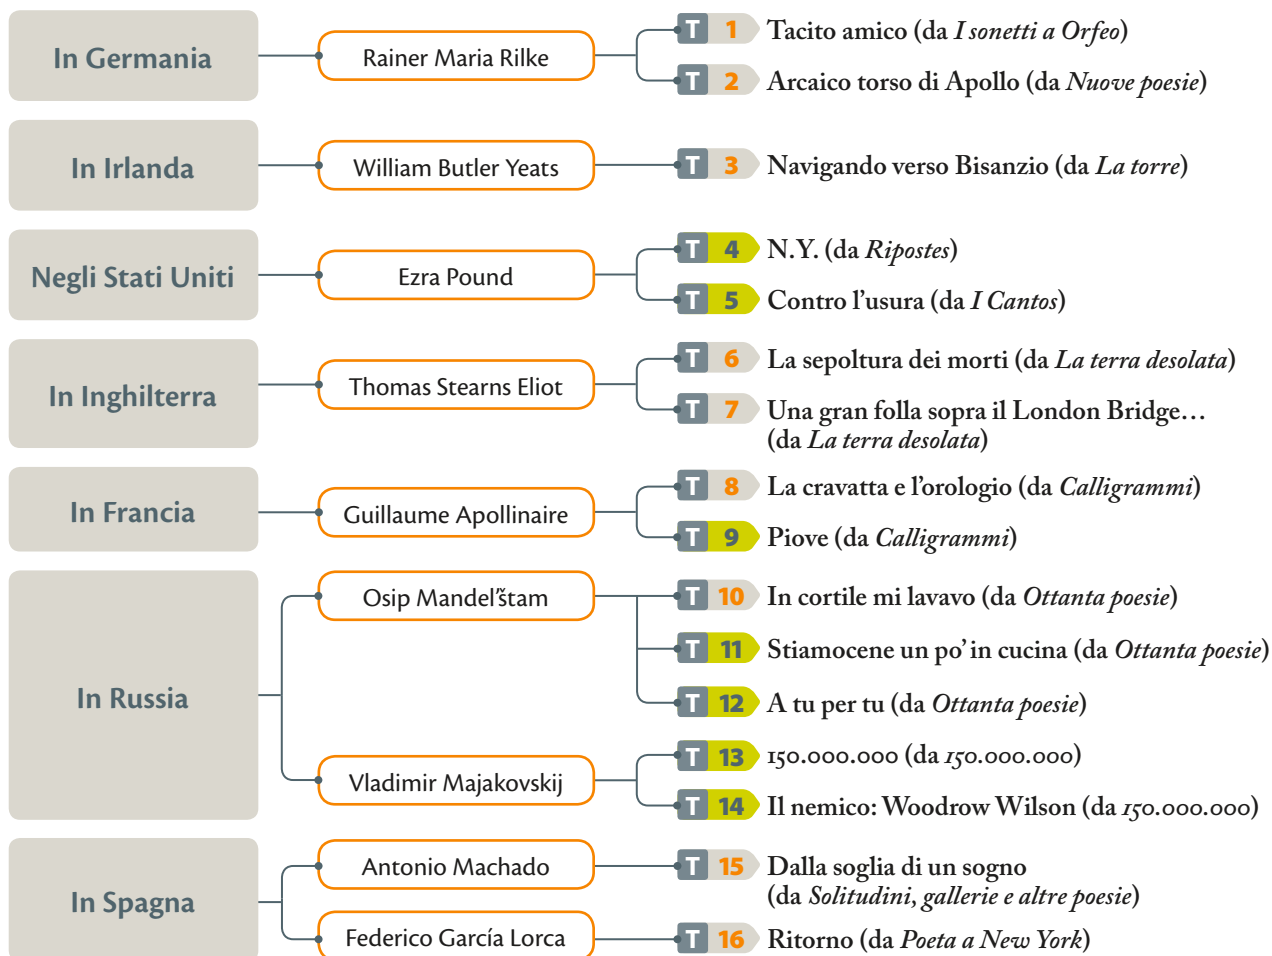 In Germania
Rainer Maria Rilke
T 1 Tacito amico (da I sonetti a Orfeo)
T 2 Arcaico torso di Apollo (da Nuove poesie)
In Irlanda
William Butler Yeats
T 3 Navigando verso Bisanzio (da La torre)
Negli Stati Uniti
Ezra Pound
T 4 N.Y. (da Ripostes)
T 5 Contro l’usura (da I Cantos)
In Inghilterra
Thomas Stearns Eliot
T 6 La sepoltura dei morti (da La terra desolata)
T 7 Una gran folla sopra il London Bridge…
(da La terra desolata)
In Francia
Guillaume Apollinaire
T 8 La cravatta e l’orologio (da Calligrammi)
T 9 Piove (da Calligrammi)
In Russia
Osip Mandel’štam
T 10 In cortile mi lavavo (da Ottanta poesie)
T 11 Stiamocene un po’ in cucina (da Ottanta poesie)
T 12 A tu per tu (da Ottanta poesie)
Vladimir Majakovskij
T 13 150.000.000 (da 150.000.000)
T 14 Il nemico: Woodrow Wilson (da 150.000.000)
In Spagna
Antonio Machado
T 15 Dalla soglia di un sogno
(da Solitudini, gallerie e altre poesie)
Federico García Lorca
T 16 Ritorno (da Poeta a New York)